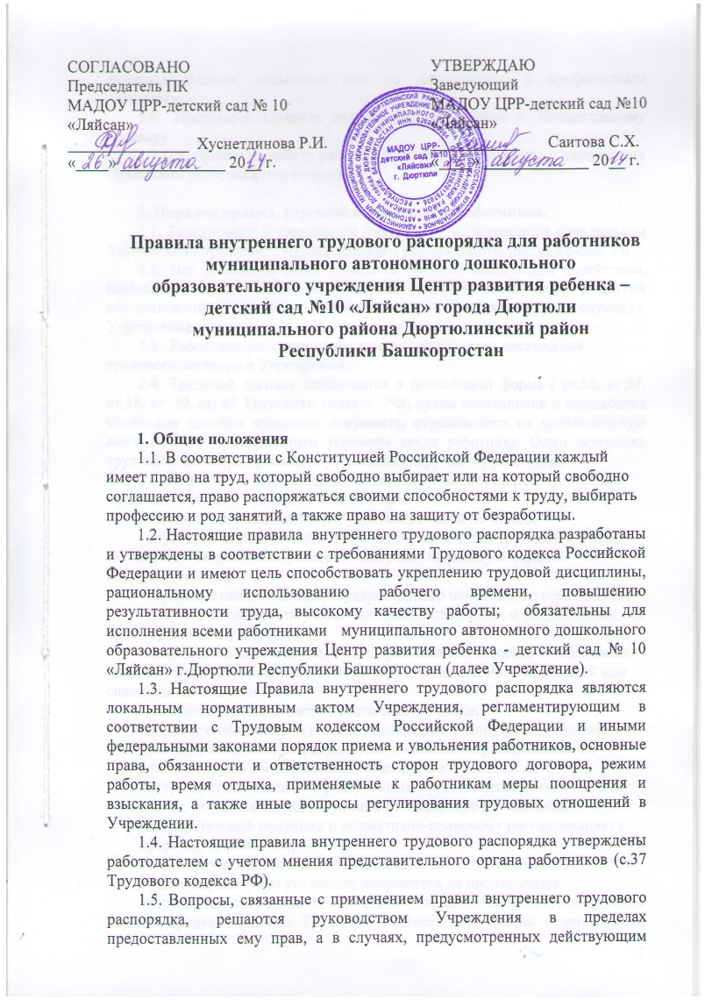 СОГЛАСОВАНО
Председатель ПК
МАДОУ ЦРР-детский сад № 10
«Ляйсан»
Хуснетдинова Р.И.
«26» августа 2014 г.
УТВЕРЖДАЮ
Заведующий
МАДОУ ЦРР-детский сад №10
«Ляйсан»
Саитова С.Х.
августа 2014 г.
МАДОУ ЦРР-
детский сад №10
«Ляйсан»
г. Дюртюли
Правила внутреннего трудового распорядка для работников
муниципального автономного дошкольного
образовательного учреждения Центр развития ребенка –
детский сад №10 «Ляйсан» города Дюртюли
муниципального района Дюртюлинский район
Республики Башкортостан
1. Общие положения
1.1. В соответствии с Конституцией Российской Федерации каждый
имеет право на труд, который свободно выбирает или на который свободно
соглашается, право распоряжаться своими способностями к труду, выбирать
профессию и род занятий, а также право на защиту от безработицы.
1.2. Настоящие правила внутреннего трудового распорядка разработаны
и утверждены в соответствии с требованиями Трудового кодекса Российской
Федерации и имеют цель способствовать укреплению трудовой дисциплины,
рациональному использованию рабочего времени, повышению
результативности труда, высокому качеству работы; обязательны для
исполнения всеми работниками муниципального автономного дошкольного
образовательного учреждения Центр развития ребенка - детский сад № 10
«Ляйсан» г.Дюртюли Республики Башкортостан (далее Учреждение).
1.3. Настоящие Правила внутреннего трудового распорядка являются
локальным нормативным актом Учреждения, регламентирующим в
соответствии с Трудовым кодексом Российской Федерации и иными
федеральными законами порядок приема и увольнения работников, основные
права, обязанности и ответственность сторон трудового договора, режим
работы, время отдыха, применяемые к работникам меры поощрения и
взыскания, а также иные вопросы регулирования трудовых отношений в
Учреждении.
1.4. Настоящие правила внутреннего трудового распорядка утверждены
работодателем с учетом мнения представительного органа работников (с.37
Трудового кодекса РФ).
1.5. Вопросы, связанные с применением правил внутреннего трудового
распорядка, решаются руководством Учреждения в пределах
предоставленных ему прав, а в случаях, предусмотренных действующим